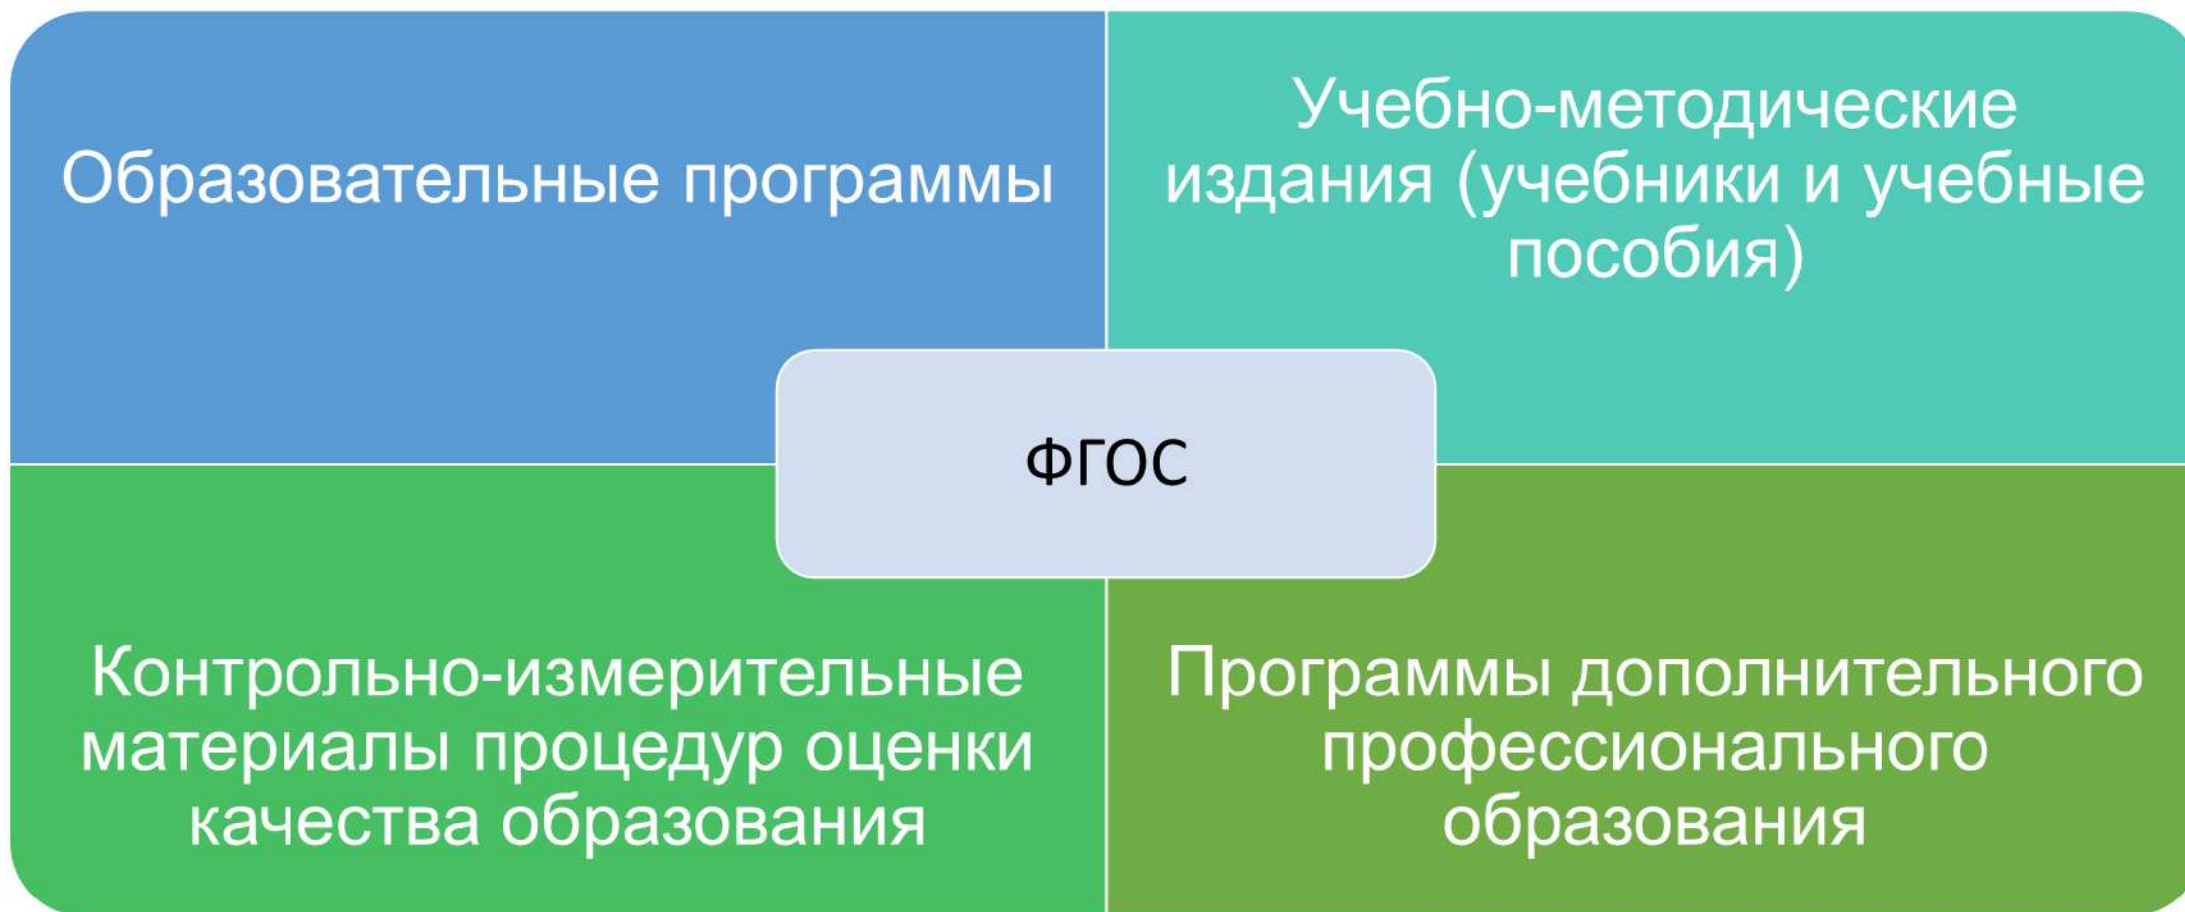 Образовательные программы
Учебно-методические
издания (учебники и учебные
пособия)
ФГОС
Контрольно-измерительные
материалы процедур оценки
качества образования
Программы дополнительного
профессионального
образования